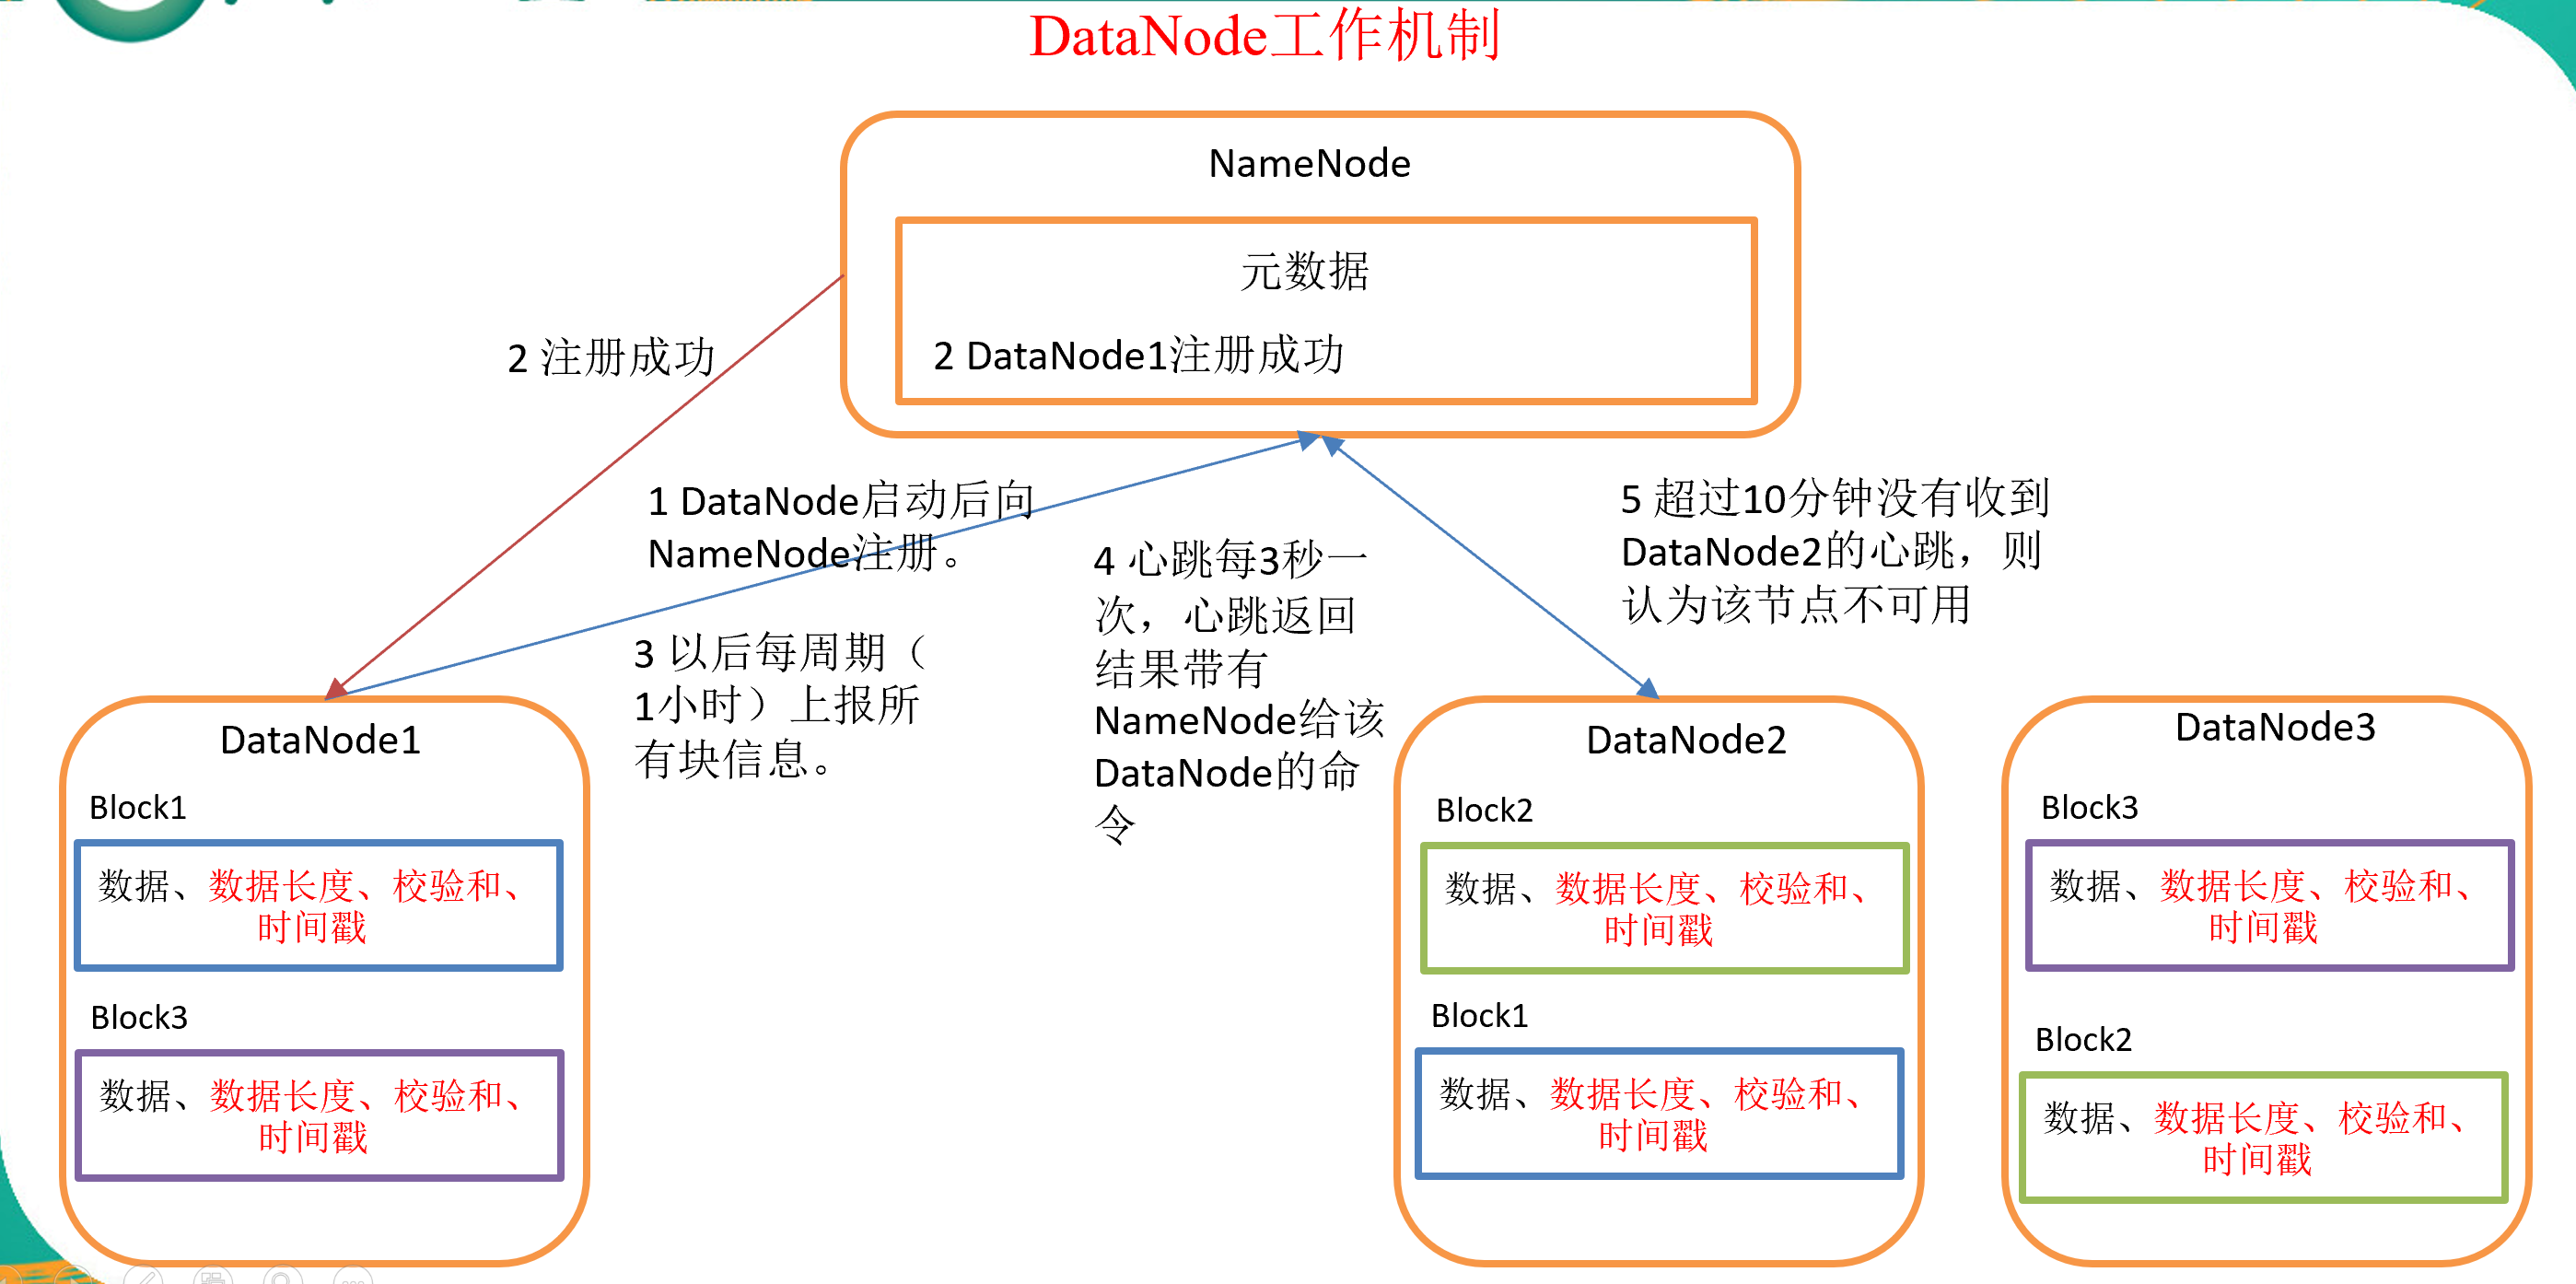 DataNode工作机制
NameNode
元数据
2 DataNode1注册成功
2 注册成功
1 DataNode启动后向
NameNode注册。
3 以后每周期（
1小时）上报所
有块信息。
4 心跳每3秒一
次，心跳返回
结果带有
NameNode给该
DataNode的命
令
5 超过10分钟没有收到
DataNode2的心跳，则
认为该节点不可用
DataNode1
Block1
数据、数据长度、校验和、
时间戳
Block3
数据、数据长度、校验和、
时间戳
DataNode2
Block2
数据、数据长度、校验和、
时间戳
Block1
数据、数据长度、校验和、
时间戳
DataNode3
Block3
数据、数据长度、校验和、
时间戳
Block2
数据、数据长度、校验和、
时间戳